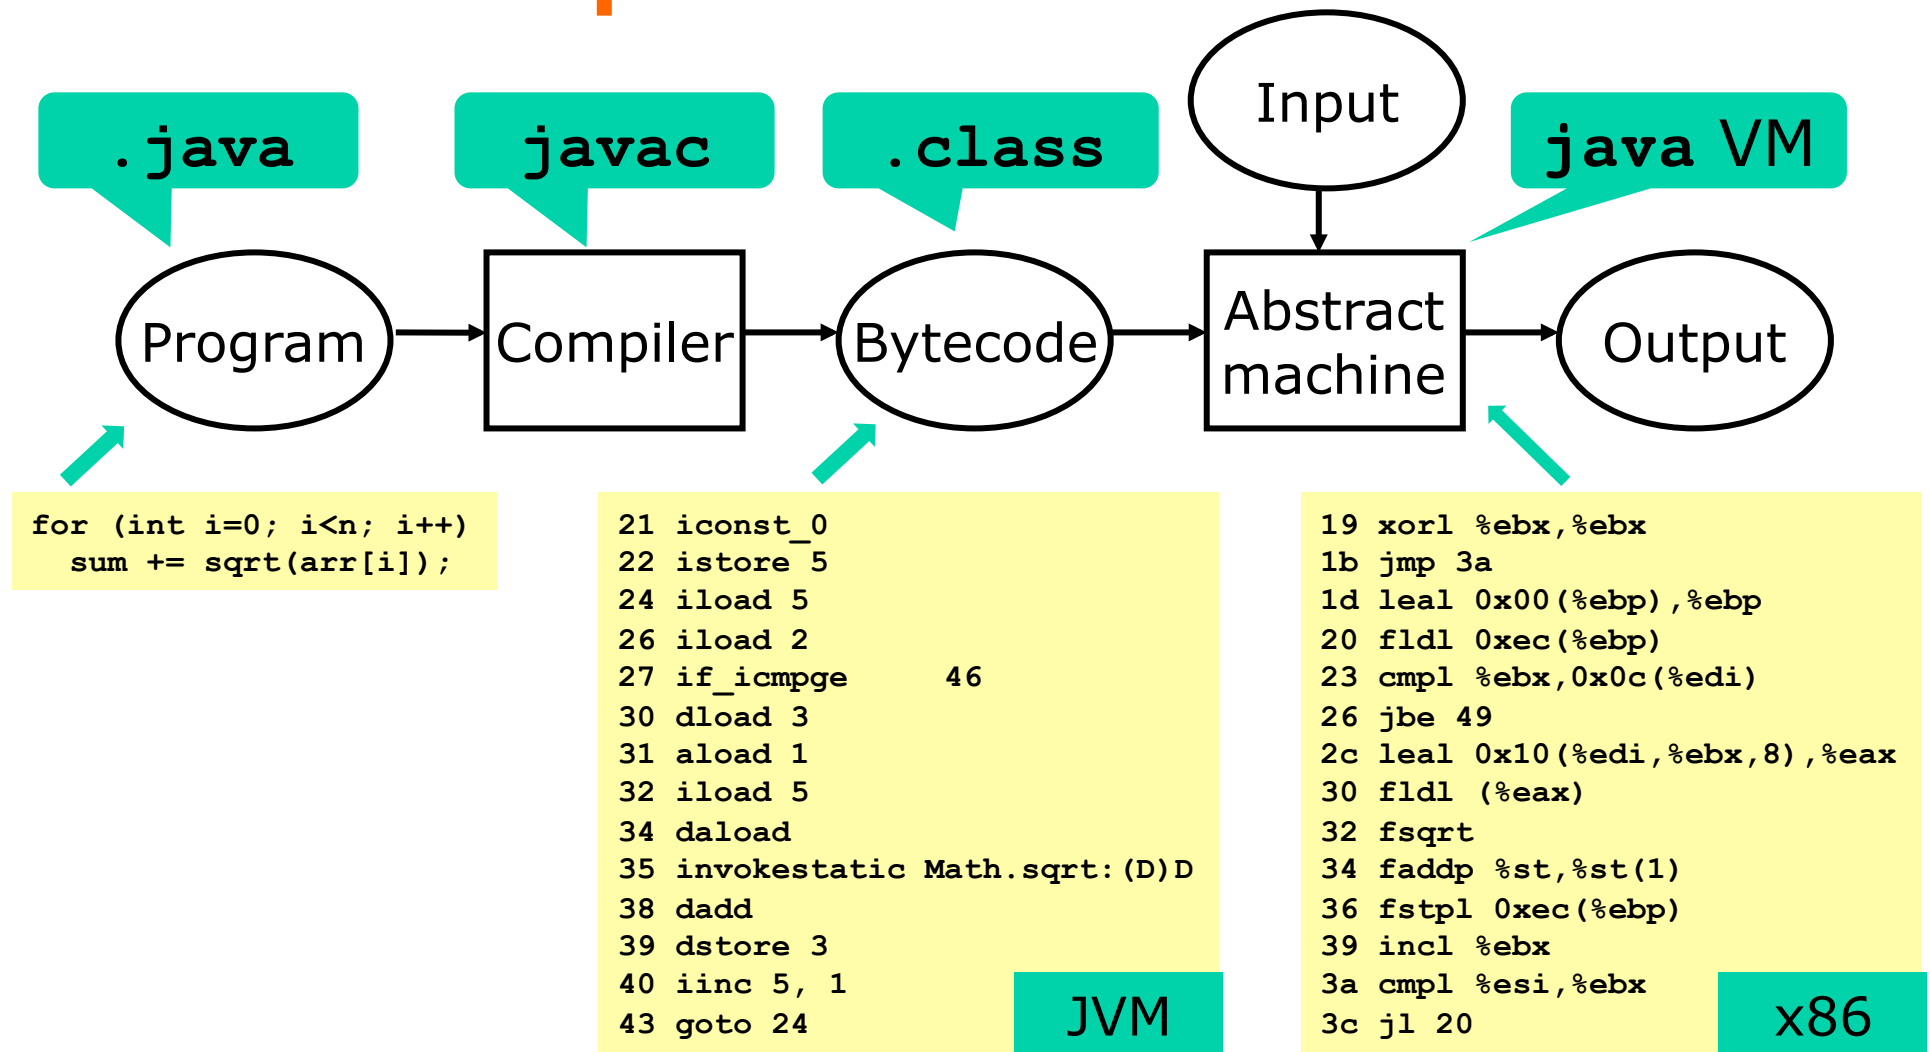 Input
.java
javac
.class
java VM
Program
Compiler
Bytecode
Abstract
machine
Output
for (int i=0; i<n; i++)
  sum += sqrt(arr[i]);
21 iconst_0
22 istore 5
24 iload 5
26 iload 2
27 if_icmpge     46
30 dload 3
31 aload 1
32 iload 5
34 daload
35 invokestatic Math.sqrt:(D)D
38 dadd
39 dstore 3
40 iinc 5, 1
43 goto 24
JVM
19 xorl %ebx,%ebx
1b jmp 3a
1d leal 0x00(%ebp),%ebp
20 fldl 0xec(%ebp)
23 cmpl %ebx,0x0c(%edi)
26 jbe 49
2c leal 0x10(%edi,%ebx,8),%eax
30 fldl (%eax)
32 fsqrt
34 faddp %st,%st(1)
36 fstpl 0xec(%ebp)
39 incl %ebx
3a cmpl %esi,%ebx
3c jl 20
x86